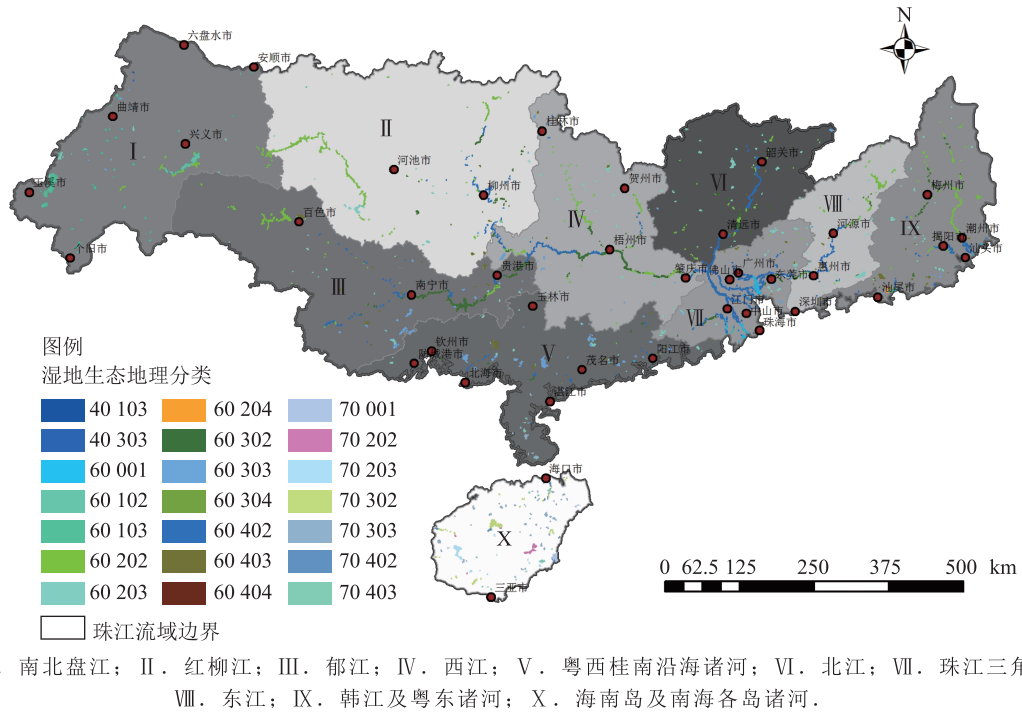 N
六盘水市
安顺市
曲靖市
兴义市
Ⅰ
Ⅱ
桂林市
河池市
柳州市
韶关市
贺州市
Ⅵ
Ⅷ
梅州市
玉溪市
百色市
Ⅳ
清远市
河源市
Ⅸ
潮州市
揭阳
汕头市
个旧市
梧州市
Ⅲ
贵港市
肇庆市
佛山市
广州市
东莞市
惠州市
南宁市
玉林市
江门市
中山市
深圳市
汕尾市
Ⅶ
珠海市
钦州市
防城港市
Ⅴ
阳江市
北海市
茂名市
湛江市
海口市
Ⅹ
三亚市
图例
湿地生态地理分类
40 103 60 204 70 001
40 303 60 302 70 202
60 001 60 303 70 203
60 102 60 304 70 302
60 103 60 402 70 303
60 202 60 403 70 402
60 203 60 404 70 403
珠江流域边界
0 62.5 125 250 375 500 km
. 南北盘江；Ⅱ. 红柳江；Ⅲ. 郁江；Ⅳ. 西江；Ⅴ. 粤西桂南沿海诸河；Ⅵ. 北江；Ⅶ. 珠江三角
Ⅷ. 东江；Ⅸ. 韩江及粤东诸河；Ⅹ. 海南岛及南海各岛诸河.